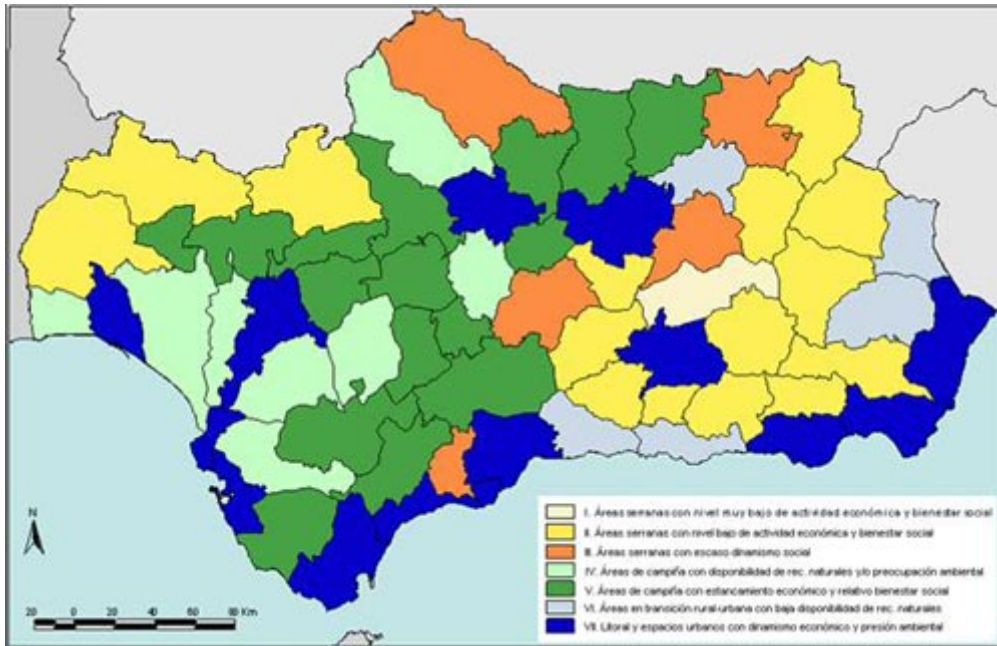 N
20 0 20 40 60 80 Km
I. Áreas serranas con nivel muy bajo de actividad económica y bienestar social
II. Áreas serranas con nivel bajo de actividad económica y bienestar social
III. Áreas serranas con escaso dinamismo social
IV. Áreas de campiña con disponibilidad de rec. naturales y/o preocupación ambiental
V. Áreas de campiña con estancamiento económico y relativo bienestar social
VI. Áreas en transición rural-urbana con baja disponibilidad de rec. naturales
VII. Litoral y espacios urbanos con dinamismo económico y presión ambiental